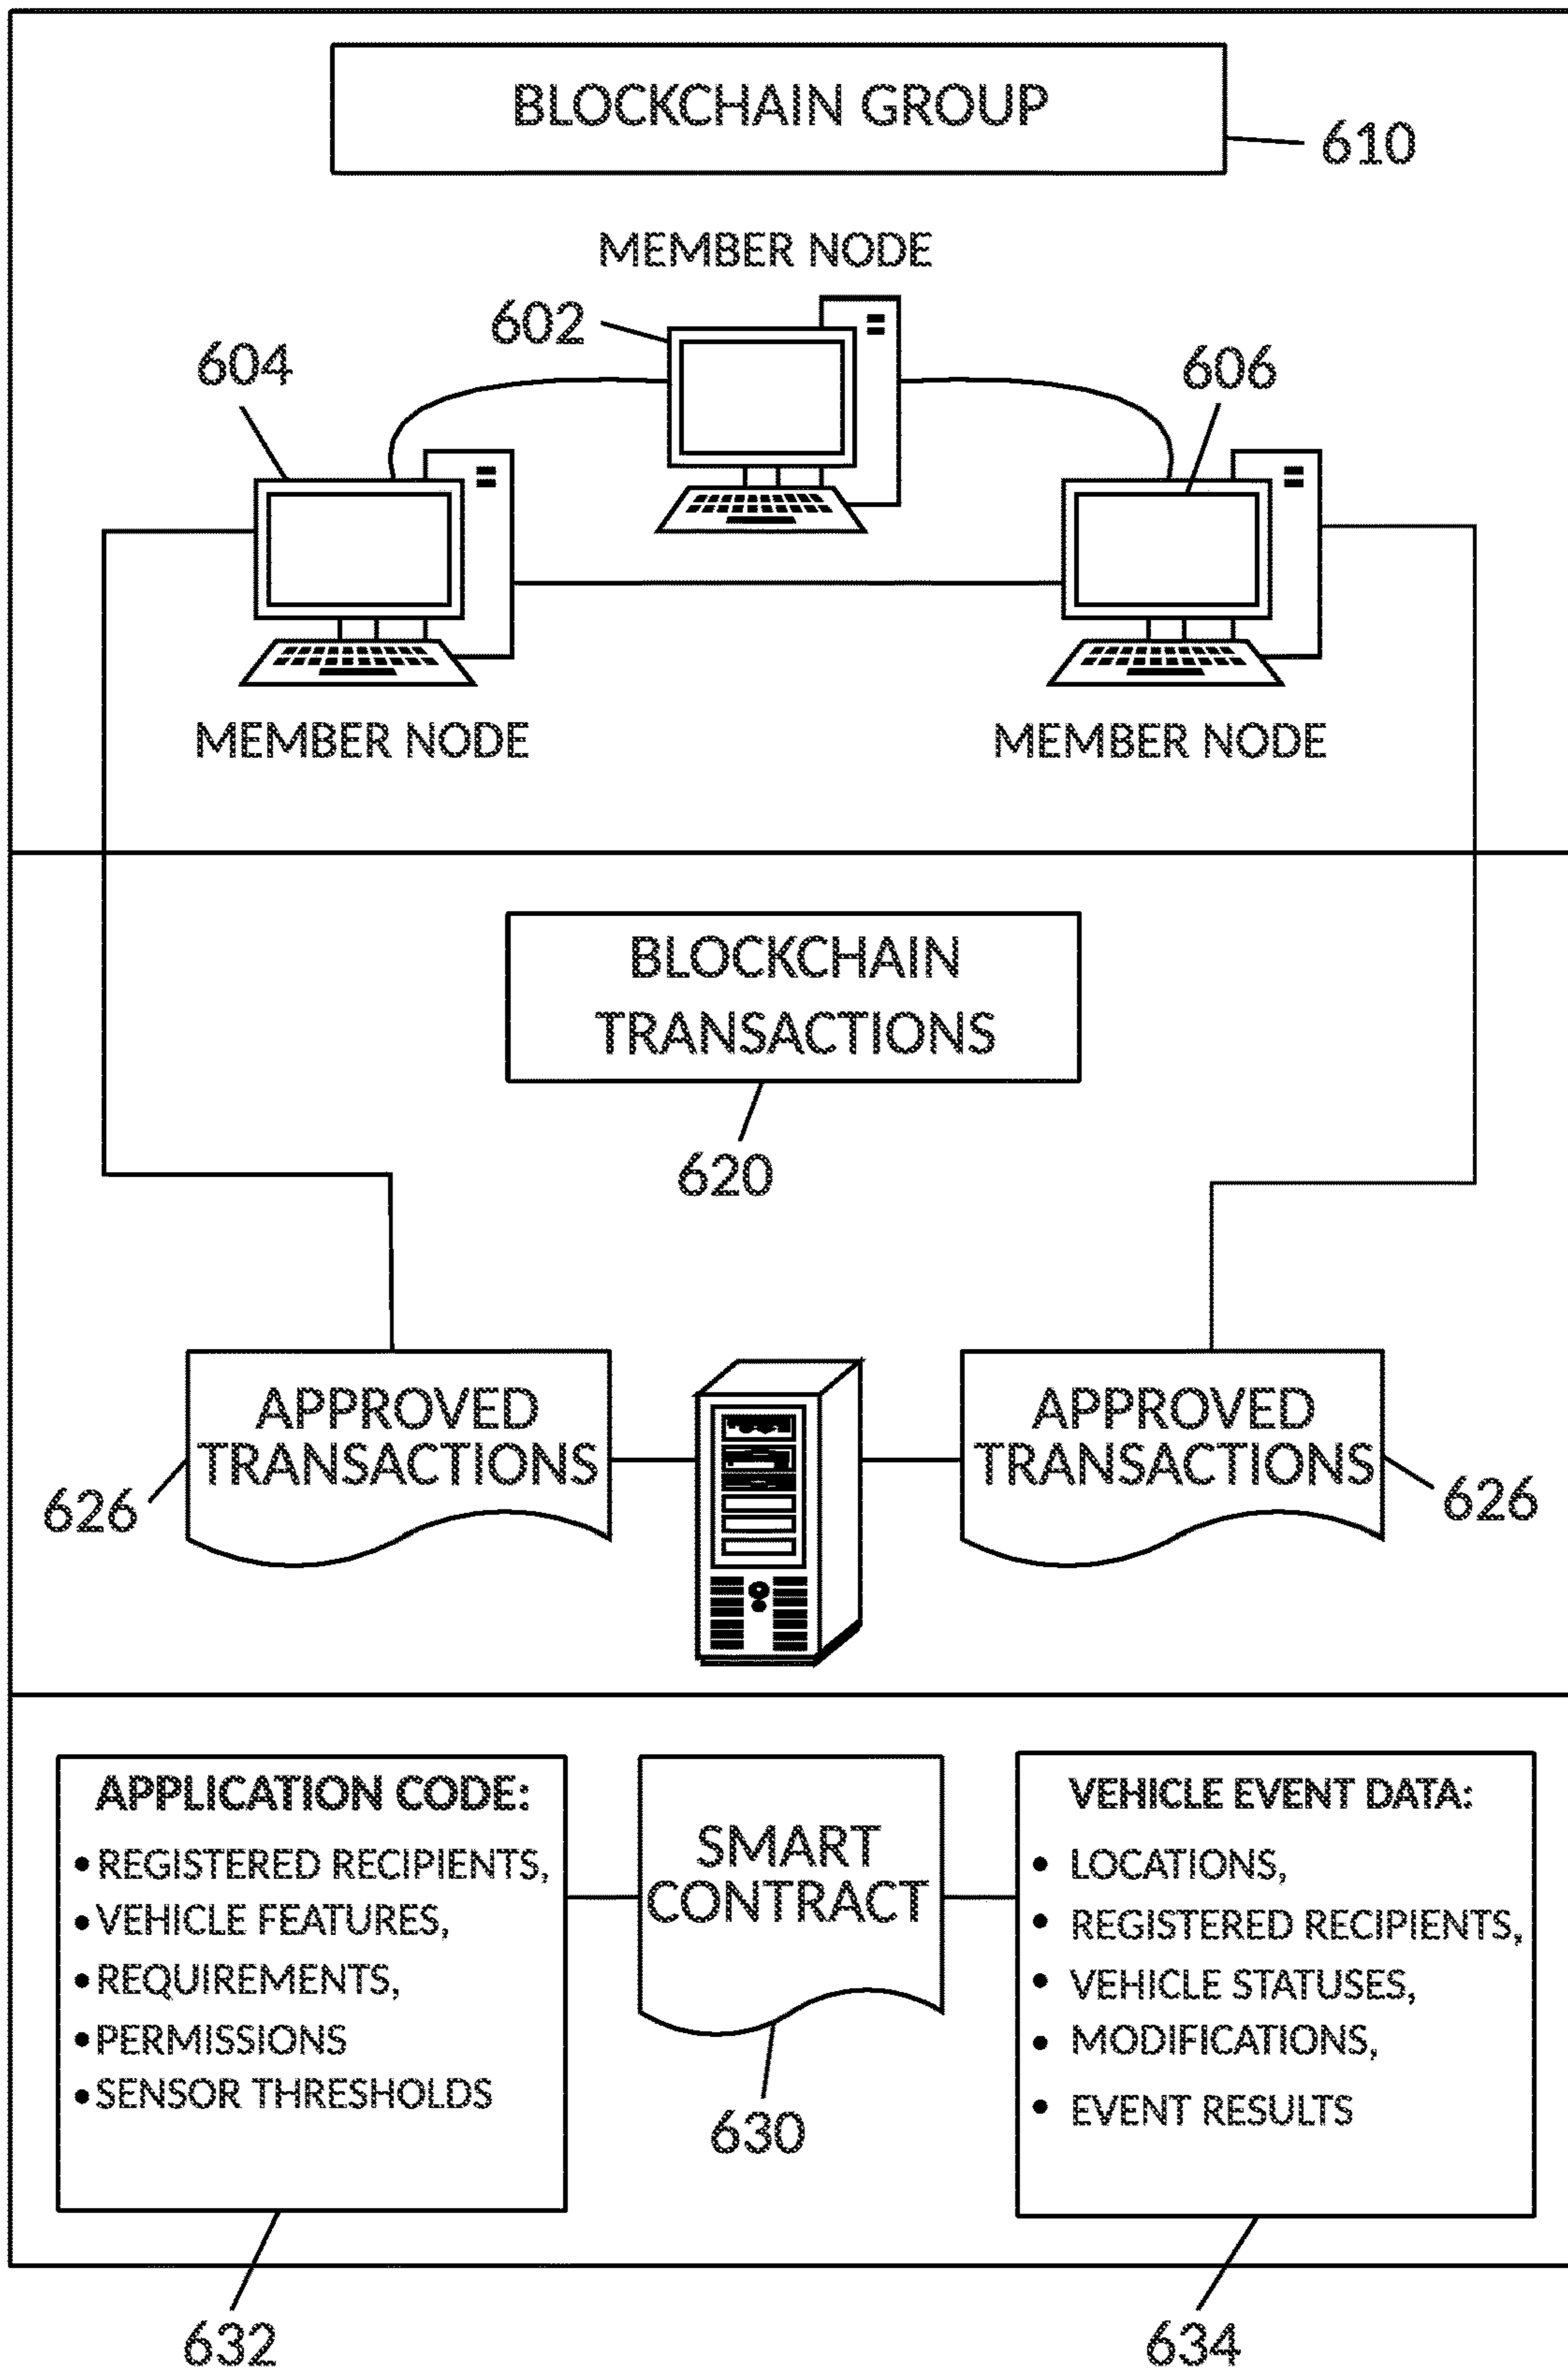 BLOCKCHAIN GROUP
610
MEMBER NODE
602
604
606
MEMBER NODE
MEMBER NODE
BLOCKCHAIN
TRANSACTIONS
620
APPROVED
TRANSACTIONS
626
APPROVED
TRANSACTIONS
626
APPLICATION CODE:
• REGISTERED RECIPIENTS,
• VEHICLE FEATURES,
• REQUIREMENTS,
• PERMISSIONS
• SENSOR THRESHOLDS
632
SMART
CONTRACT
630
VEHICLE EVENT DATA:
• LOCATIONS,
• REGISTERED RECIPIENTS,
• VEHICLE STATUSES,
• MODIFICATIONS,
• EVENT RESULTS
634